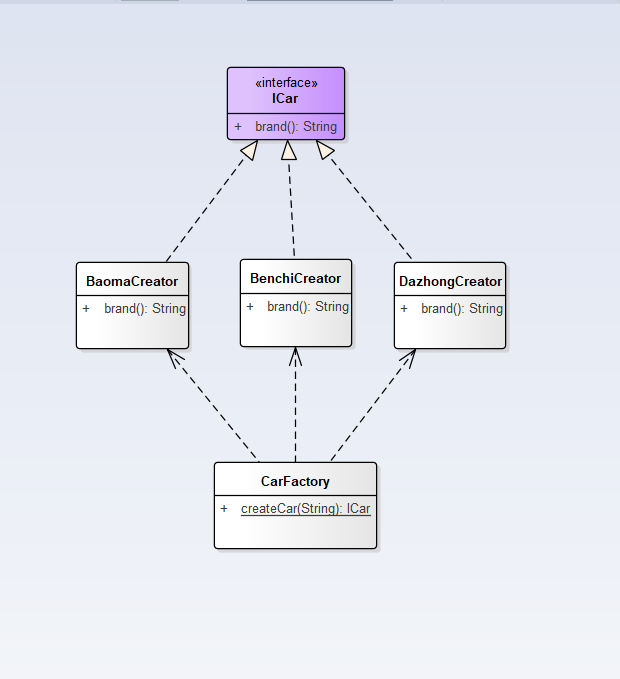 «interface»
ICar
+ brand(): String
BaomaCreator
+ brand(): String
BenchiCreator
+ brand(): String
DazhongCreator
+ brand(): String
CarFactory
+ createCar(String): ICar